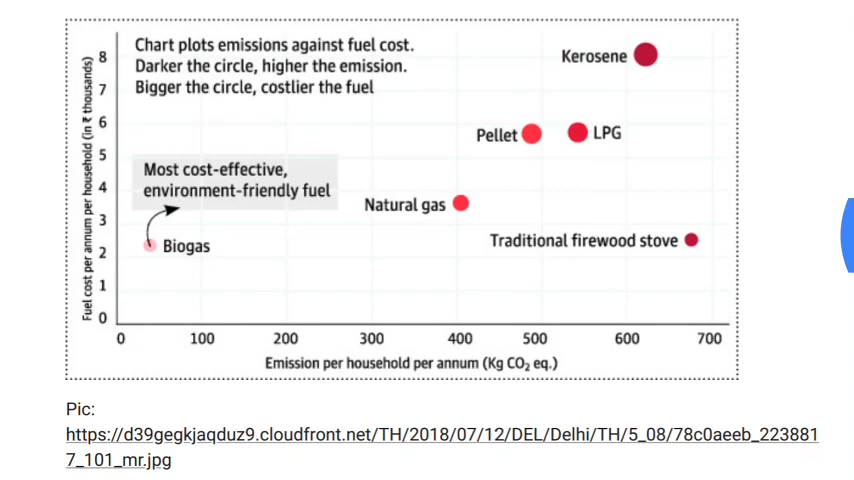 Chart plots emissions against fuel cost.
Darker the circle, higher the emission.
Bigger the circle, costlier the fuel
Kerosene
Pellet
LPG
Most cost-effective,
environment-friendly fuel
Natural gas
Traditional firewood stove
Biogas
Fuel cost per annum per household (in ₹ thousands)
8
7
6
5
4
3
2
1
0
0 100 200 300 400 500 600 700
Emission per household per annum (Kg CO₂ eq.)
Pic:
https://d39gegkjaqduz9.cloudfront.net/TH/2018/07/12/DEL/Delhi/TH/5_08/78c0aeeb_223881
7_101_mr.jpg